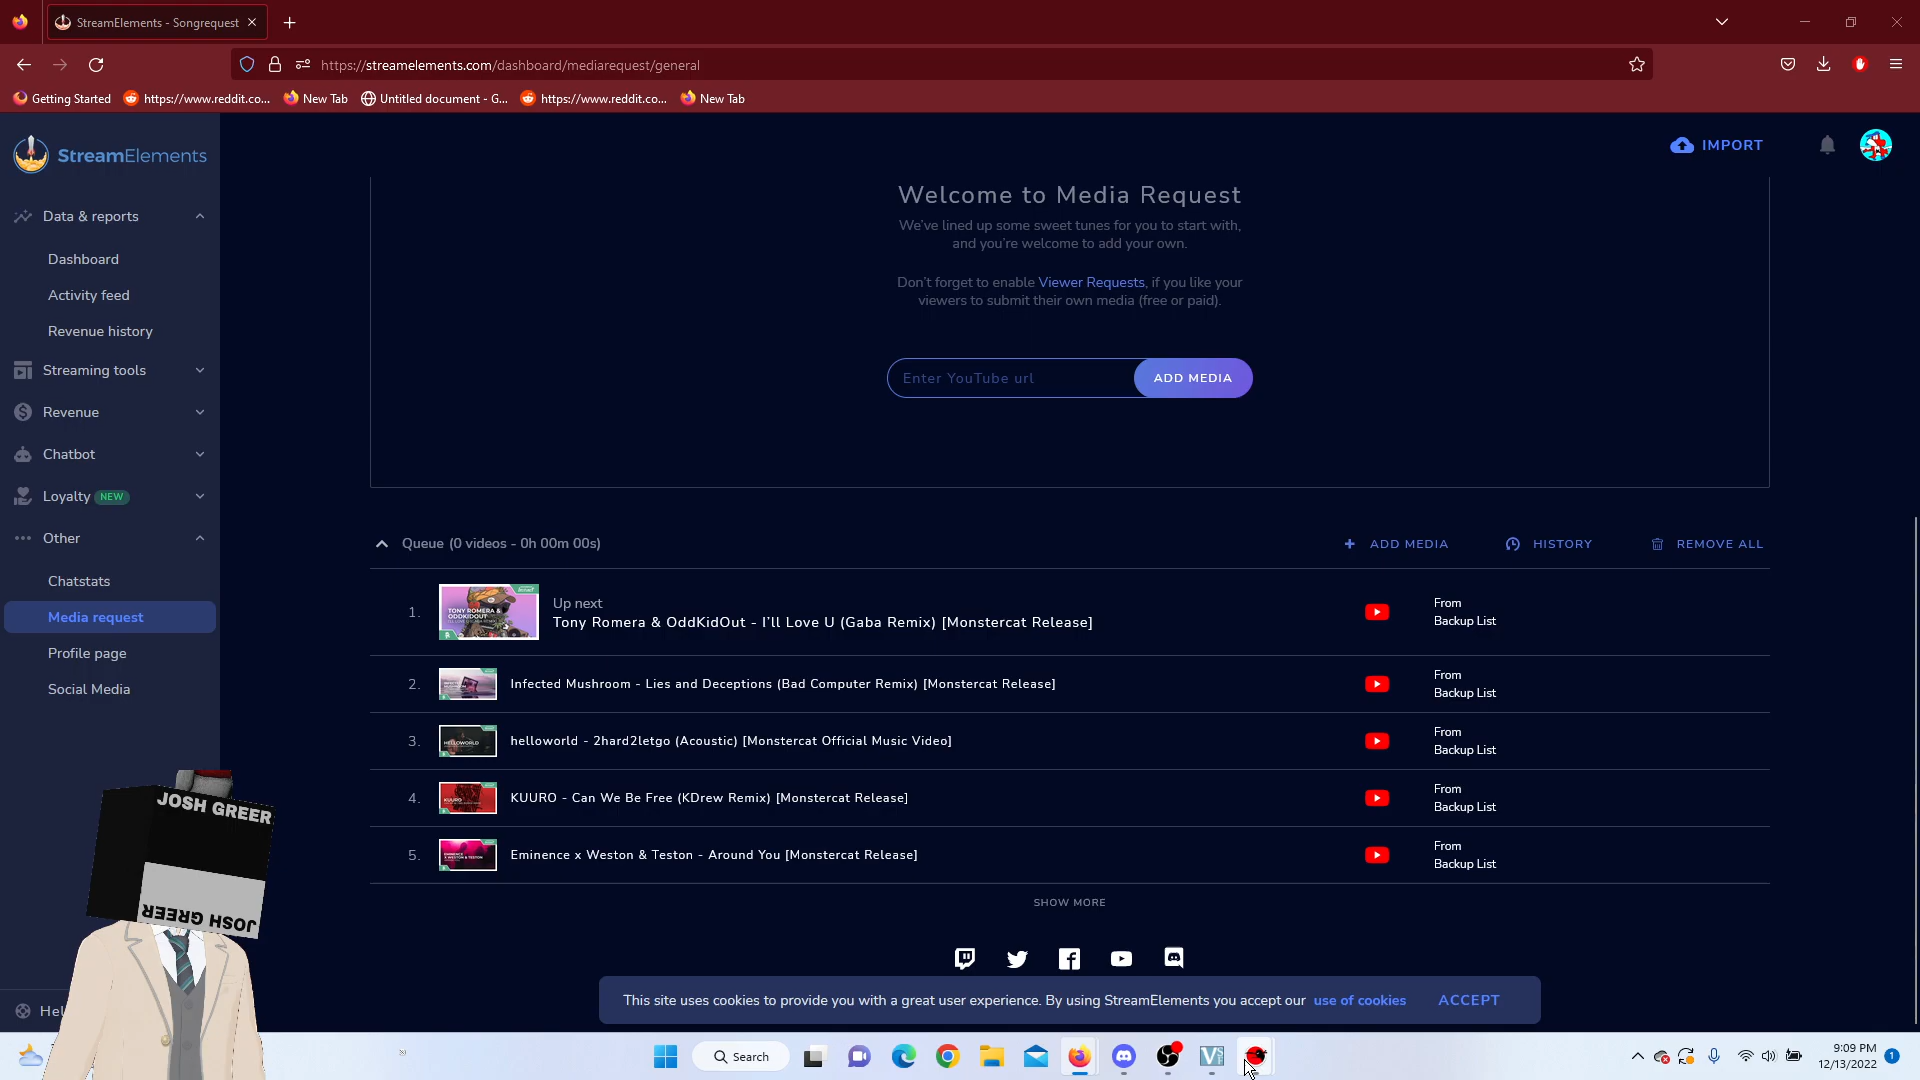 StreamElements - Songrequest
https://streamelements.com/dashboard/mediarequest/general
Getting Started
https://www.reddit.co...
New Tab
Untitled document - G...
https://www.reddit.co...
New Tab
StreamElements
IMPORT
Data & reports
Dashboard
Activity feed
Revenue history
Streaming tools
Revenue
Chatbot
Loyalty NEW
Other
Chatstats
Media request
Profile page
Social Media
Hel
Welcome to Media Request
We've lined up some sweet tunes for you to start with,
and you're welcome to add your own.
Don't forget to enable Viewer Requests, if you like your
viewers to submit their own media (free or paid).
Enter YouTube url
ADD MEDIA
Queue (0 videos - 0h 00m 00s)
ADD MEDIA
HISTORY
REMOVE ALL
1.
TONY ROMERA &
ODDKIDOUT
Up next
Tony Romera & OddKidOut - I'll Love U (Gaba Remix) [Monstercat Release]
From
Backup List
2.
Infected Mushroom - Lies and Deceptions (Bad Computer Remix) [Monstercat Release]
From
Backup List
3.
HELLOWORLD
helloworld - 2hard2letgo (Acoustic) [Monstercat Official Music Video]
From
Backup List
4.
KUURO
KUURO - Can We Be Free (KDrew Remix) [Monstercat Release]
From
Backup List
5.
EMINENCE
X WESTON & TESTON
Eminence x Weston & Teston - Around You [Monstercat Release]
From
Backup List
SHOW MORE
This site uses cookies to provide you with a great user experience. By using StreamElements you accept our use of cookies
ACCEPT
JOSH GREER
JOSH GREER
Search
9:09 PM
12/13/2022
1